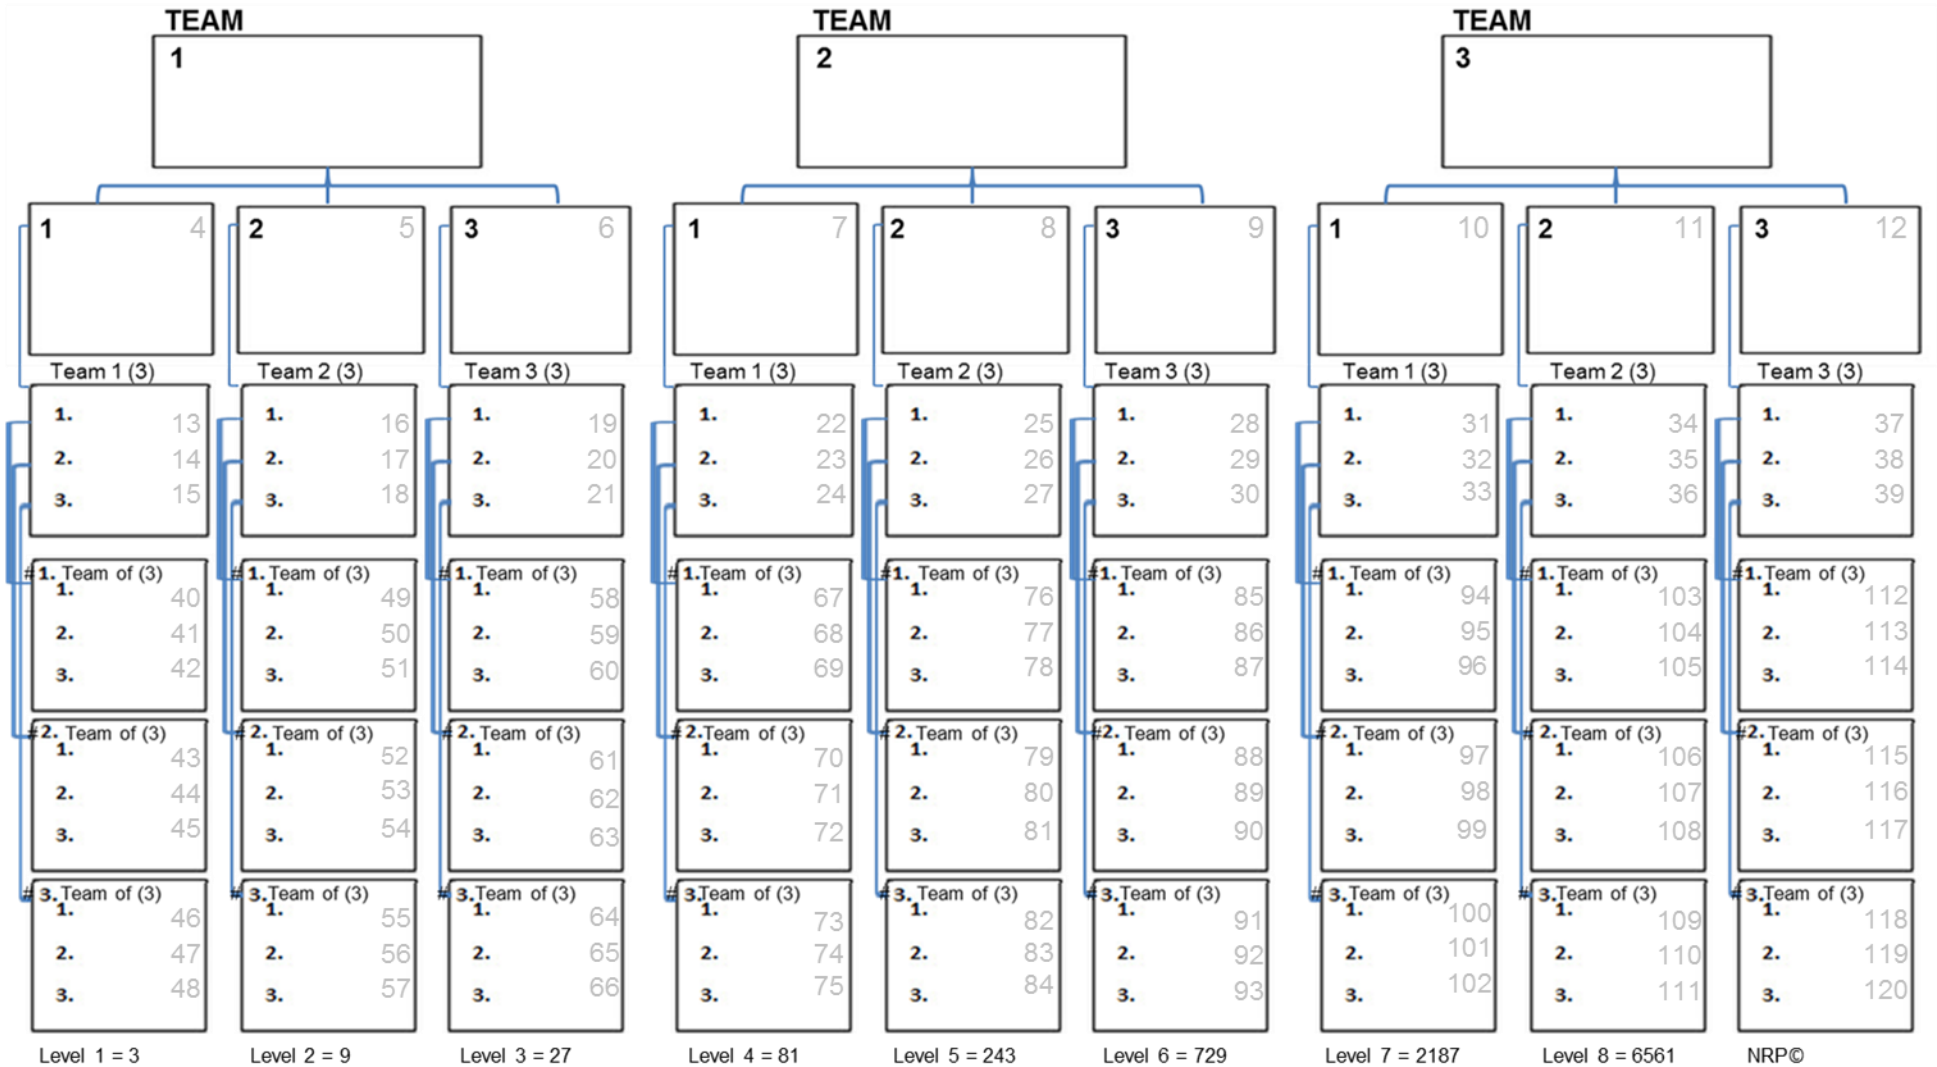 TEAM TEAM TEAM
1 2 3
1 4 2 5 3 6 1 7 2 8 3 9 1 10 2 11 3 12
Team 1 (3) Team 2 (3) Team 3 (3) Team 1 (3) Team 2 (3) Team 3 (3) Team 1 (3) Team 2 (3) Team 3 (3)
1. 13 1. 16 1. 19 1. 22 1. 25 1. 28 1. 31 1. 34 1. 37
2. 14 2. 17 2. 20 2. 23 2. 26 2. 29 2. 32 2. 35 2. 38
3. 15 3. 18 3. 21 3. 24 3. 27 3. 30 3. 33 3. 36 3. 39
#1. Team of (3) #1. Team of (3) #1. Team of (3) #1. Team of (3) #1. Team of (3) #1. Team of (3) #1. Team of (3) #1. Team of (3) #1. Team of (3)
1. 40 1. 49 1. 58 1. 67 1. 76 1. 85 1. 94 1. 103 1. 112
2. 41 2. 50 2. 59 2. 68 2. 77 2. 86 2. 95 2. 104 2. 113
3. 42 3. 51 3. 60 3. 69 3. 78 3. 87 3. 96 3. 105 3. 114
#2. Team of (3) #2. Team of (3) #2. Team of (3) #2. Team of (3) #2. Team of (3) #2. Team of (3) #2. Team of (3) #2. Team of (3) #2. Team of (3)
1. 43 1. 52 1. 61 1. 70 1. 79 1. 88 1. 97 1. 106 1. 115
2. 44 2. 53 2. 62 2. 71 2. 80 2. 89 2. 98 2. 107 2. 116
3. 45 3. 54 3. 63 3. 72 3. 81 3. 90 3. 99 3. 108 3. 117
#3. Team of (3) #3. Team of (3) #3. Team of (3) #3. Team of (3) #3. Team of (3) #3. Team of (3) #3. Team of (3) #3. Team of (3) #3. Team of (3)
1. 46 1. 55 1. 64 1. 73 1. 82 1. 91 1. 100 1. 109 1. 118
2. 47 2. 56 2. 65 2. 74 2. 83 2. 92 2. 101 2. 110 2. 119
3. 48 3. 57 3. 66 3. 75 3. 84 3. 93 3. 102 3. 111 3. 120
Level 1 = 3 Level 2 = 9 Level 3 = 27 Level 4 = 81 Level 5 = 243 Level 6 = 729 Level 7 = 2187 Level 8 = 6561 NRP©